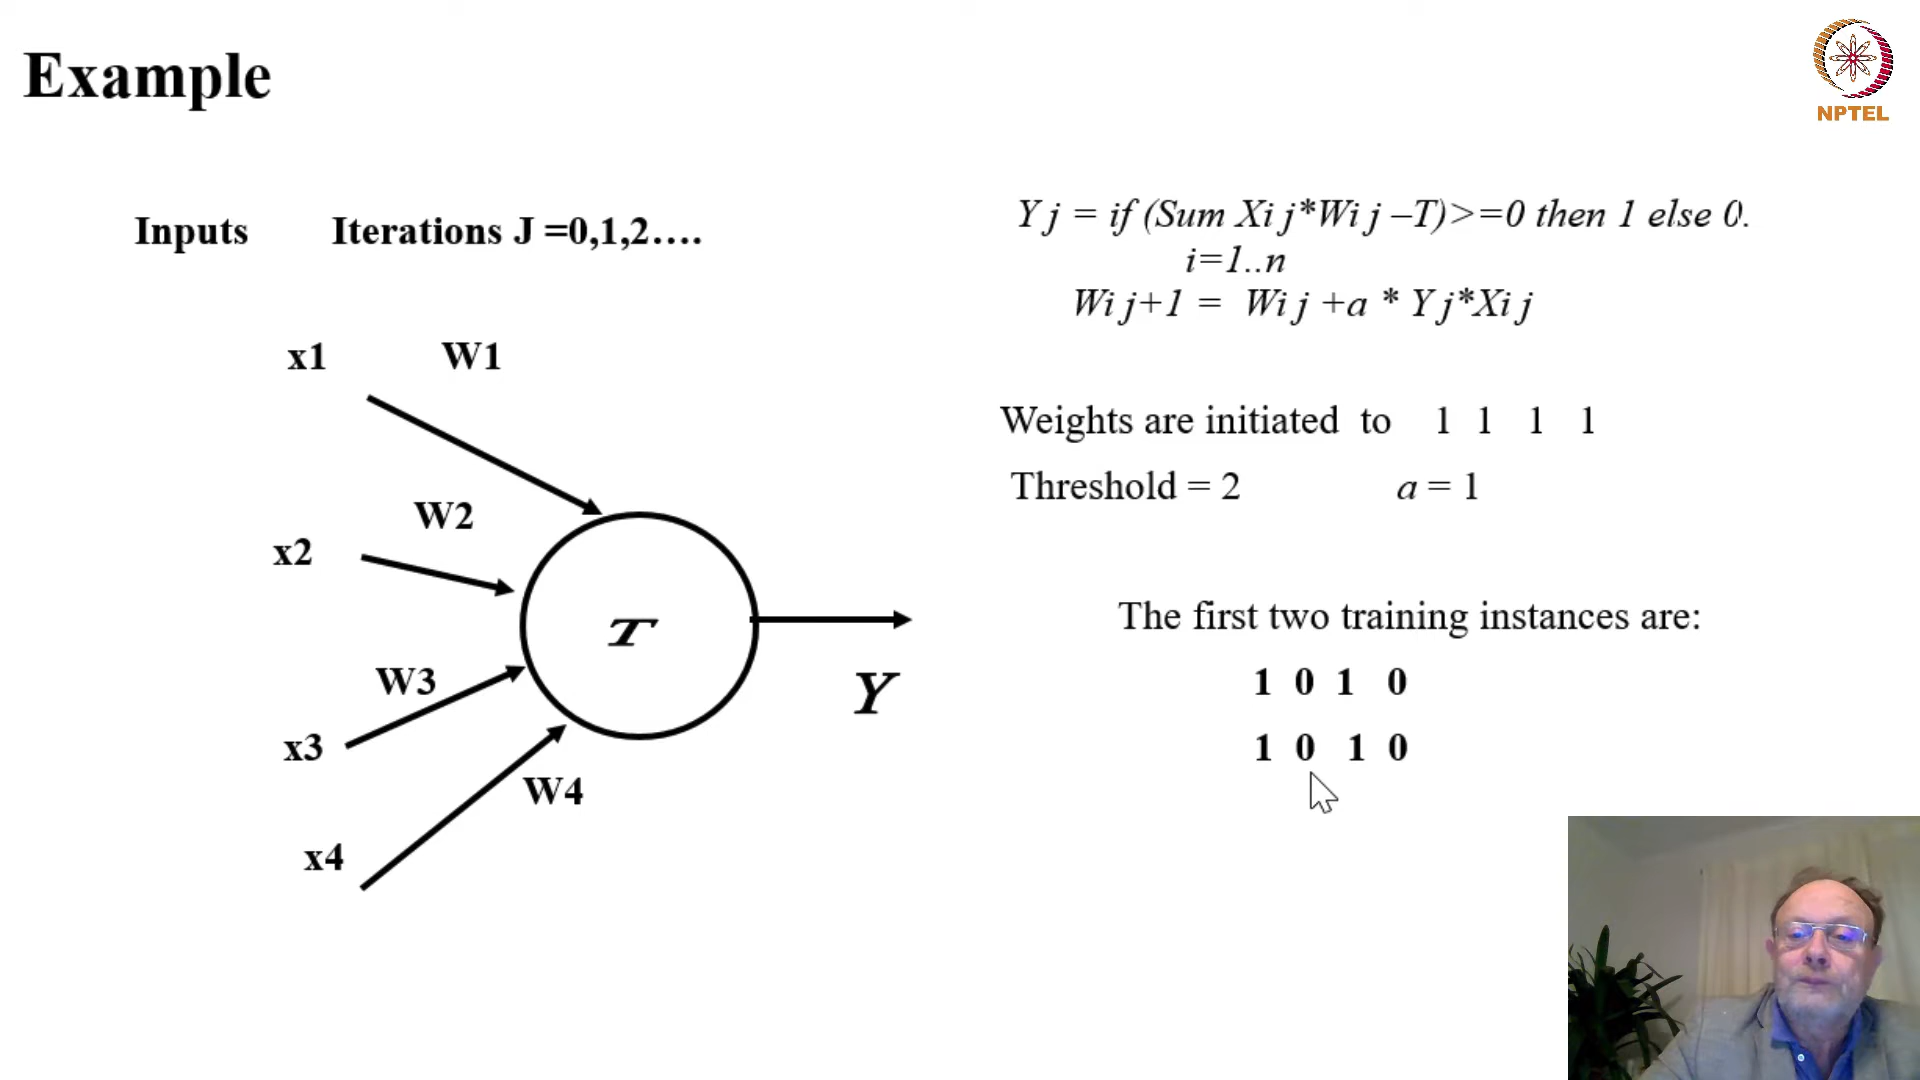 Example
NPTEL
Inputs Iterations J =0,1,2....
Y j = if (Sum Xi j*Wi j –T)>=0 then 1 else 0.
i=1..n
Wi j+1 = Wi j +a * Y j*Xi j
x1 W1
Weights are initiated to 1 1 1 1
Threshold = 2 a = 1
W2
x2
T
The first two training instances are:
1 0 1 0
1 0 1 0
W3
Y
x3
W4
x4